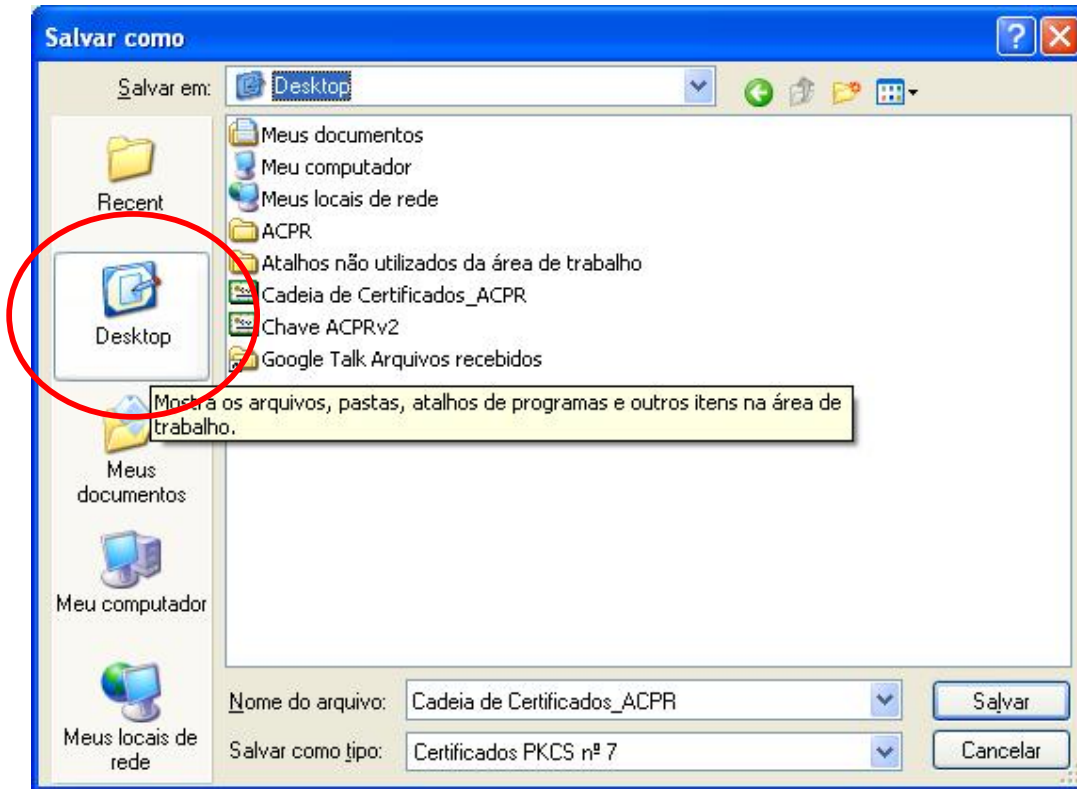 Salvar como
Salvar em:
Desktop
Recent
Desktop
Meus
documentos
Meu computador
Meus locais de
rede
Meus documentos
Meu computador
Meus locais de rede
ACPR
Atalhos não utilizados da área de trabalho
Cadeia de Certificados_ACPR
Chave ACPRv2
Google Talk Arquivos recebidos
Mostra os arquivos, pastas, atalhos de programas e outros itens na área de
trabalho.
Nome do arquivo:
Cadeia de Certificados_ACPR
Salvar
Salvar como tipo:
Certificados PKCS nº 7
Cancelar